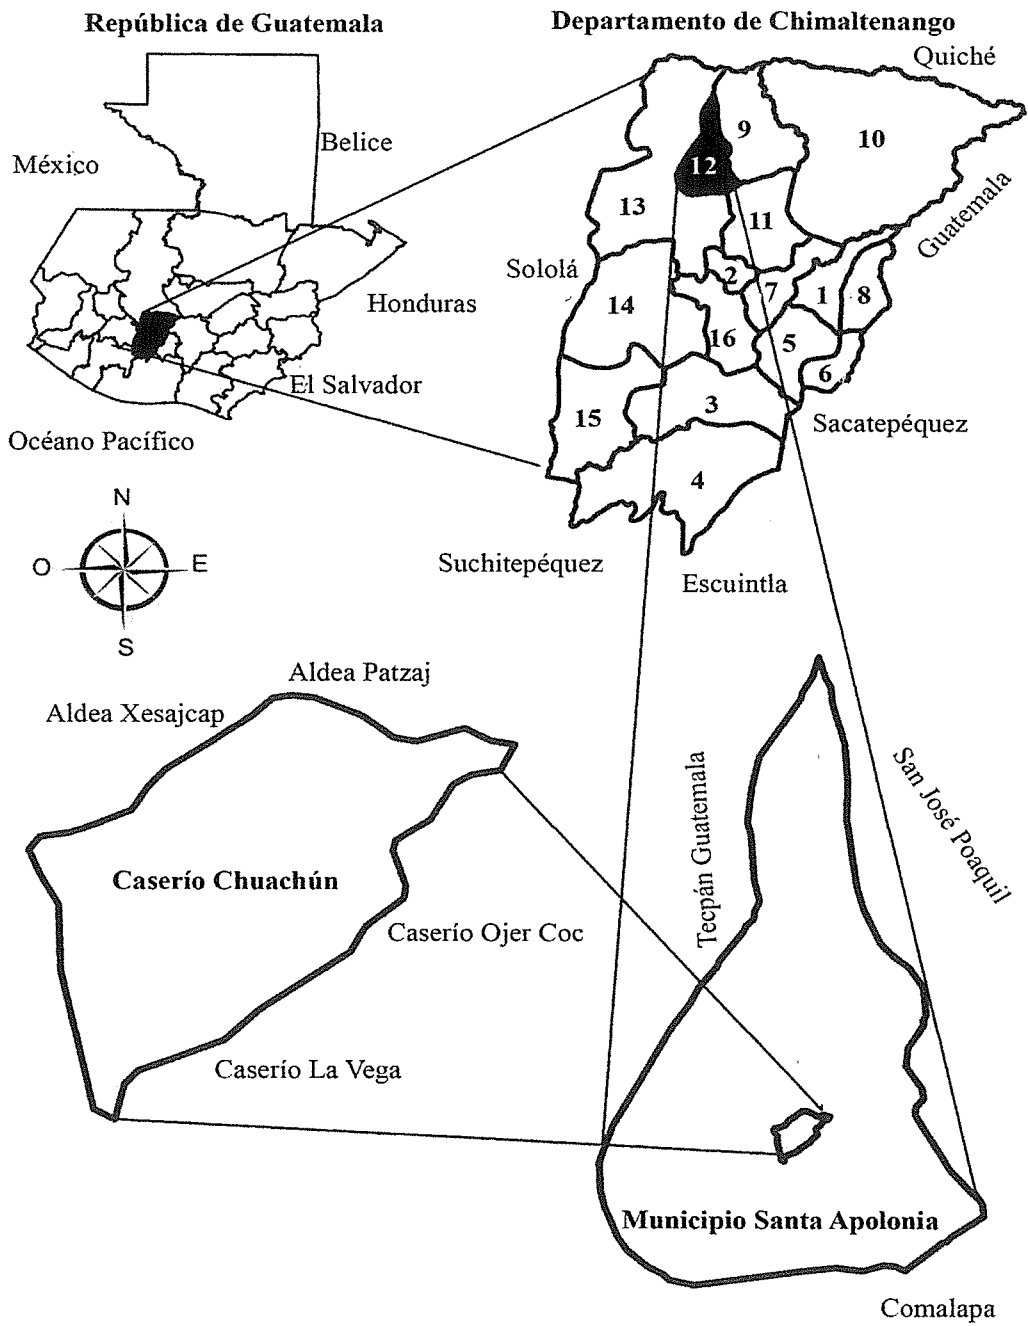 República de Guatemala
Departamento de Chimaltenango
Quiché
Belice
México
9
10
12
13
11
Guatemala
Sololá
2
7
1
8
Honduras
14
16
5
6
El Salvador
15
3
Sacatepéquez
Océano Pacífico
4
N
O
E
S
Suchitepéquez
Escuintla
Aldea Patzaj
Aldea Xesajcap
Tecpán Guatemala
San José Poaquil
Caserío Chuachún
Caserío Ojer Coc
Caserío La Vega
Municipio Santa Apolonia
Comalapa